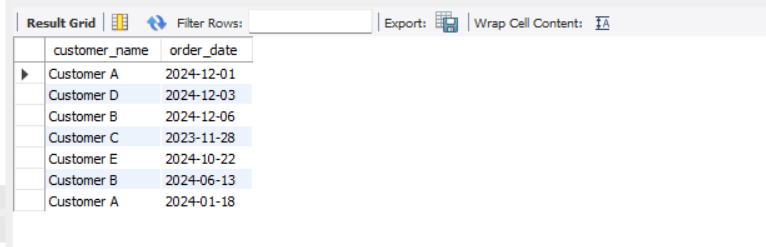 Result Grid Filter Rows: Export: Wrap Cell Content: IA
customer_name order_date
Customer A 2024-12-01
Customer D 2024-12-03
Customer B 2024-12-06
Customer C 2023-11-28
Customer E 2024-10-22
Customer B 2024-06-13
Customer A 2024-01-18